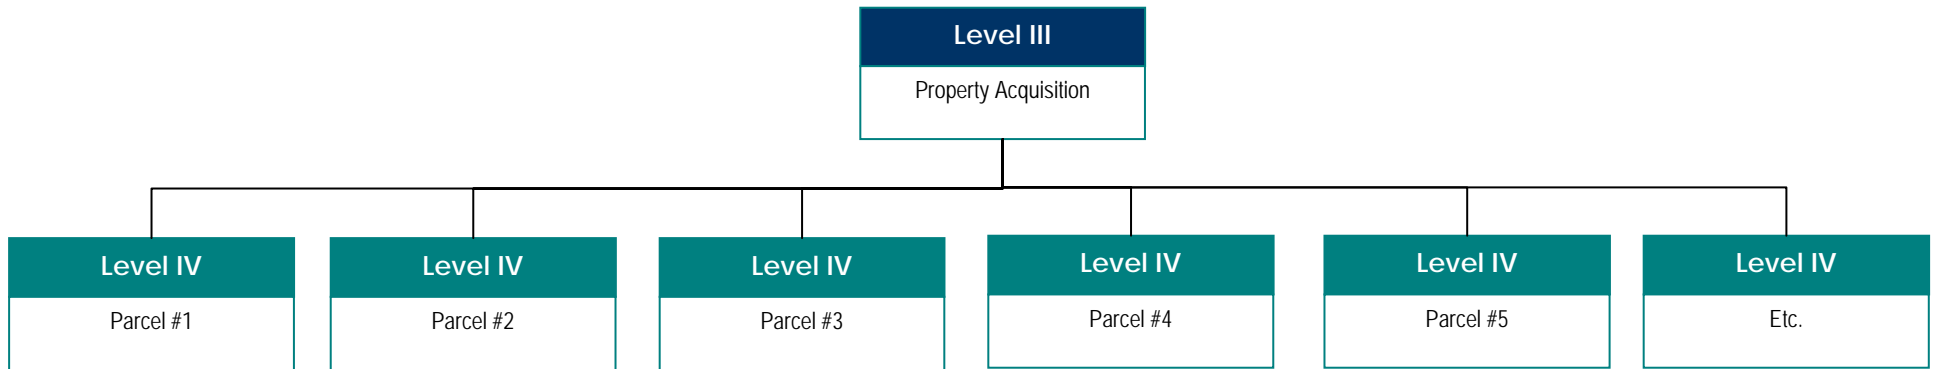 Level III
Property Acquisition
Level IV
Level IV
Level IV
Level IV
Level IV
Level IV
Parcel #1
Parcel #2
Parcel #3
Parcel #4
Parcel #5
Etc.